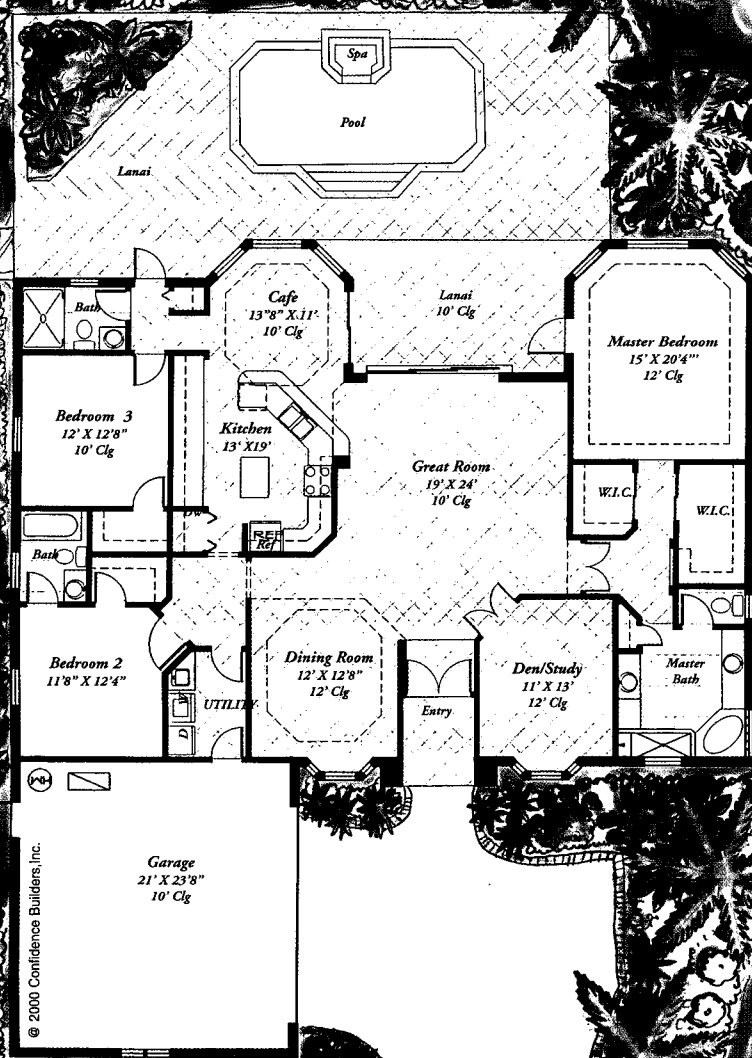 Spa
Pool
Lanai
Bath
Cafe
13'8" X 11'
10' Clg
Lanai
10' Clg
Master Bedroom
15' X 20'4"'
12' Clg
Bedroom 3
12' X 12'8"
10' Clg
Kitchen
13' X19'
Great Room
19' X 24'
10' Clg
W.I.C.
W.I.C.
DW
REF
Ref
Bath
Bedroom 2
11'8" X 12'4"
UTILITY
W
D
Dining Room
12' X 12'8"
12' Clg
Entry
Den/Study
11' X 13'
12' Clg
Master
Bath
WH
Garage
21' X 23'8"
10' Clg
@ 2000 Confidence Builders,Inc.